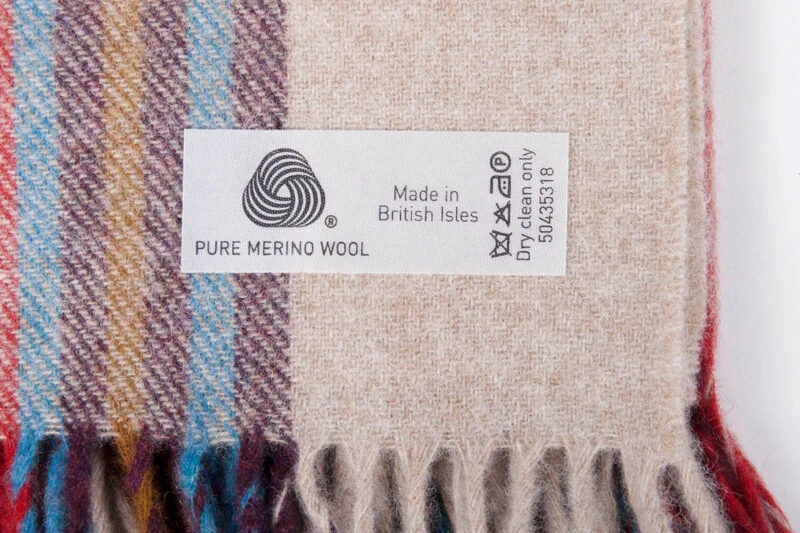 ®
PURE MERINO WOOL
Made in
British Isles
P
Dry clean only
50435318